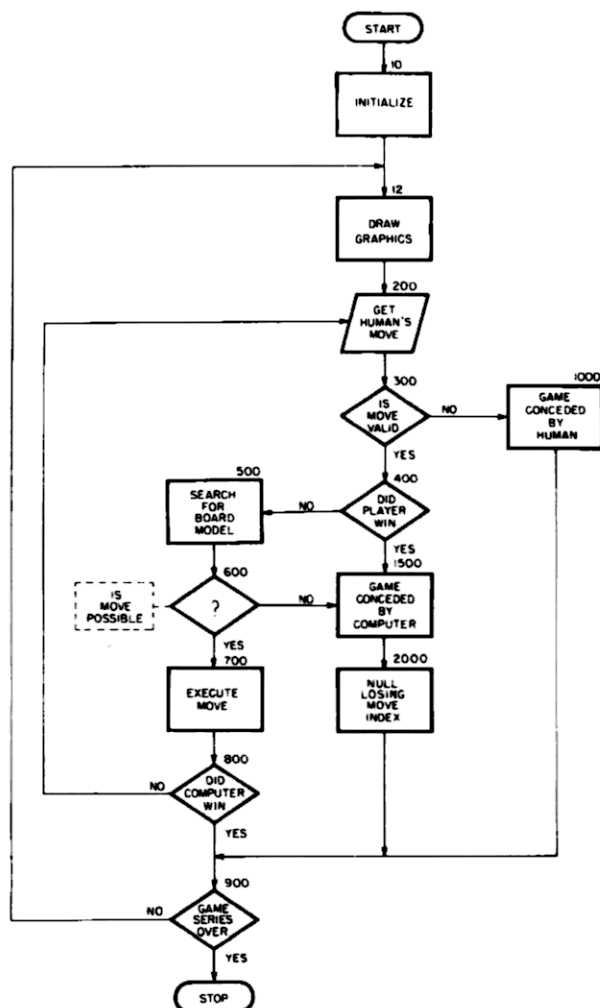 START
10
INITIALIZE
12
DRAW
GRAPHICS
200
GET
HUMAN'S
MOVE
300
IS
MOVE
VALID
NO
YES
1000
GAME
CONCEDED
BY
HUMAN
400
DID
PLAYER
WIN
NO
YES
500
SEARCH
FOR
BOARD
MODEL
600
?
IS
MOVE
POSSIBLE
NO
YES
1500
GAME
CONCEDED
BY
COMPUTER
700
EXECUTE
MOVE
2000
NULL
LOSING
MOVE
INDEX
800
DID
COMPUTER
WIN
NO
YES
900
GAME
SERIES
OVER
NO
YES
STOP